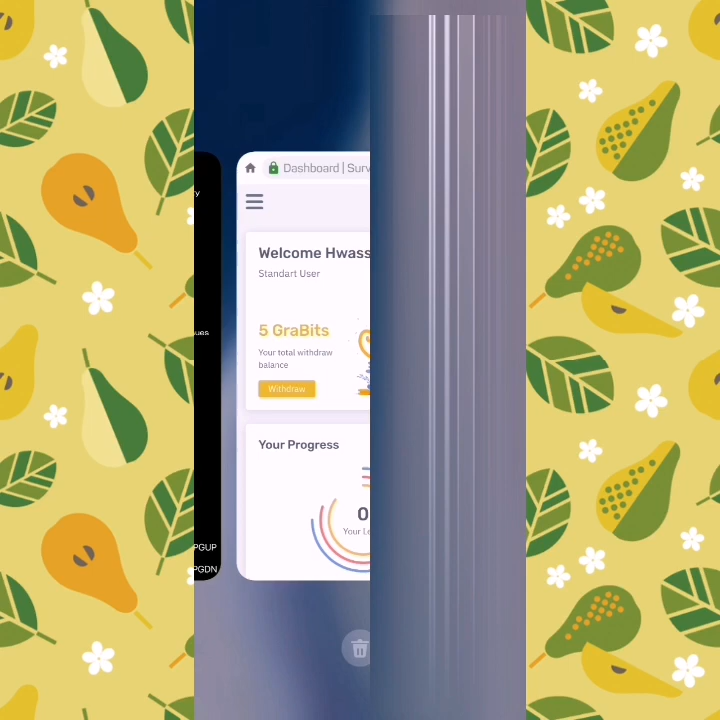 Dashboard | Surv
Welcome Hwass
Standart User
5 GraBits
Your total withdraw
balance
Withdraw
Your Progress
0
Your Le
PGUP
PGDN